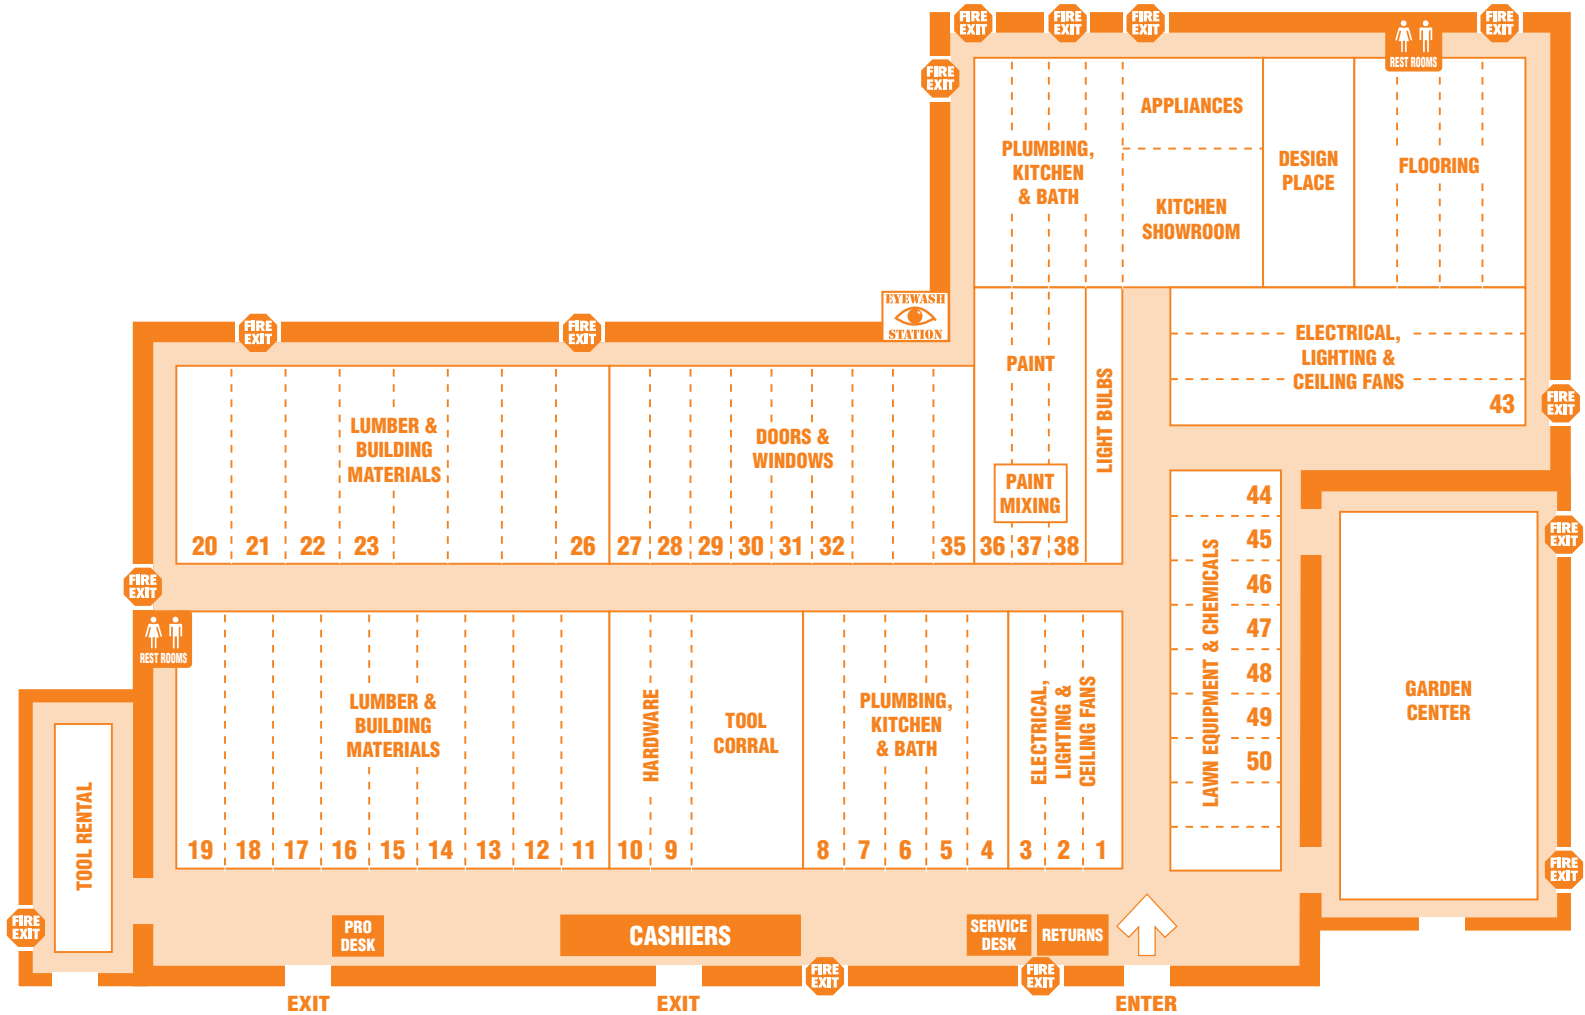 FIRE
EXIT
FIRE
EXIT
FIRE
EXIT
FIRE
EXIT
REST ROOMS
FIRE
EXIT
APPLIANCES
PLUMBING,
KITCHEN
& BATH
KITCHEN
SHOWROOM
DESIGN
PLACE
FLOORING
EYEWASH
STATION
FIRE
EXIT
FIRE
EXIT
ELECTRICAL,
LIGHTING &
CEILING FANS
43
FIRE
EXIT
PAINT
LIGHT BULBS
PAINT
MIXING
LUMBER &
BUILDING
MATERIALS
DOORS &
WINDOWS
20 21 22 23 26 27 28 29 30 31 32 35 36 37 38
FIRE
EXIT
REST ROOMS
LAWN EQUIPMENT & CHEMICALS
44
45
46
47
48
49
50
FIRE
EXIT
GARDEN
CENTER
LUMBER &
BUILDING
MATERIALS
HARDWARE
TOOL
CORRAL
PLUMBING,
KITCHEN
& BATH
ELECTRICAL,
LIGHTING &
CEILING FANS
19 18 17 16 15 14 13 12 11 10 9 8 7 6 5 4 3 2 1
TOOL RENTAL
FIRE
EXIT
FIRE
EXIT
PRO
DESK
CASHIERS
SERVICE
DESK
RETURNS
FIRE
EXIT
FIRE
EXIT
EXIT
EXIT
ENTER